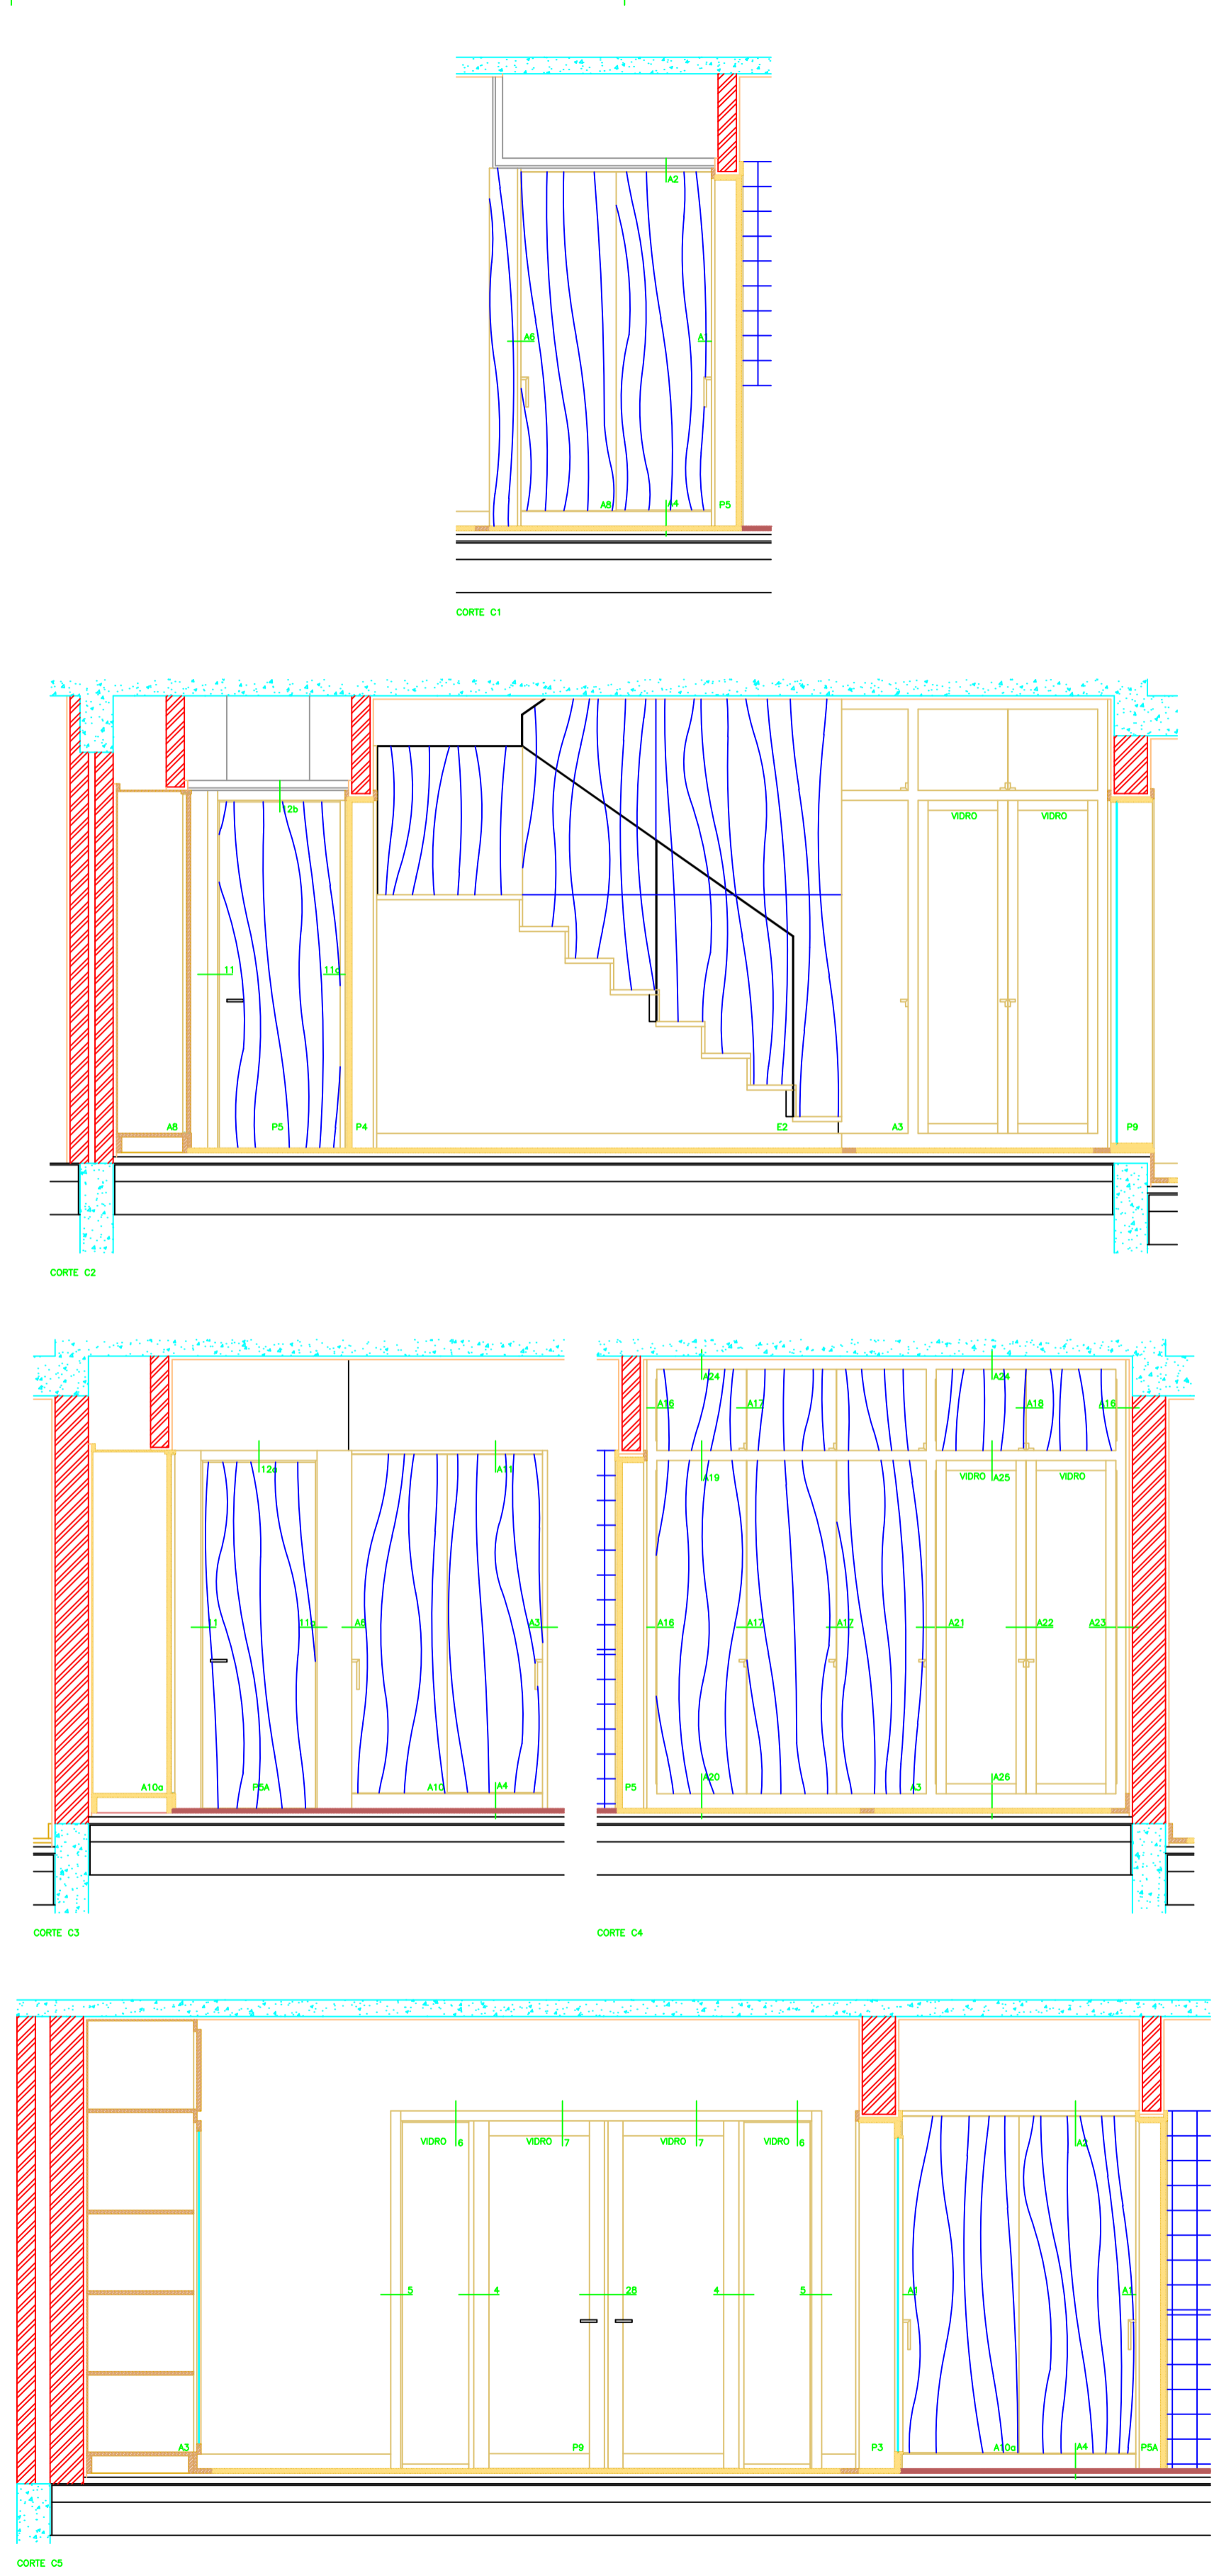 A2
A6 A1
A8 A4 P5
CORTE C1
12b
VIDRO VIDRO
11 11a
A8 P5 P4 E2 A3 P9
CORTE C2
A24 A24
A16 A17 A18 A16
12a A11 A19 VIDRO A25 VIDRO
11 11a A6 A3 A16 A17 A17 A21 A22 A23
A10a P5A A10 A4 P5 A20 A3 A26
CORTE C3 CORTE C4
VIDRO 6 VIDRO 7 VIDRO 7 VIDRO 6 A2
5 4 28 4 5 A1 A1
A3 P9 P3 A10a A4 P5A
CORTE C5